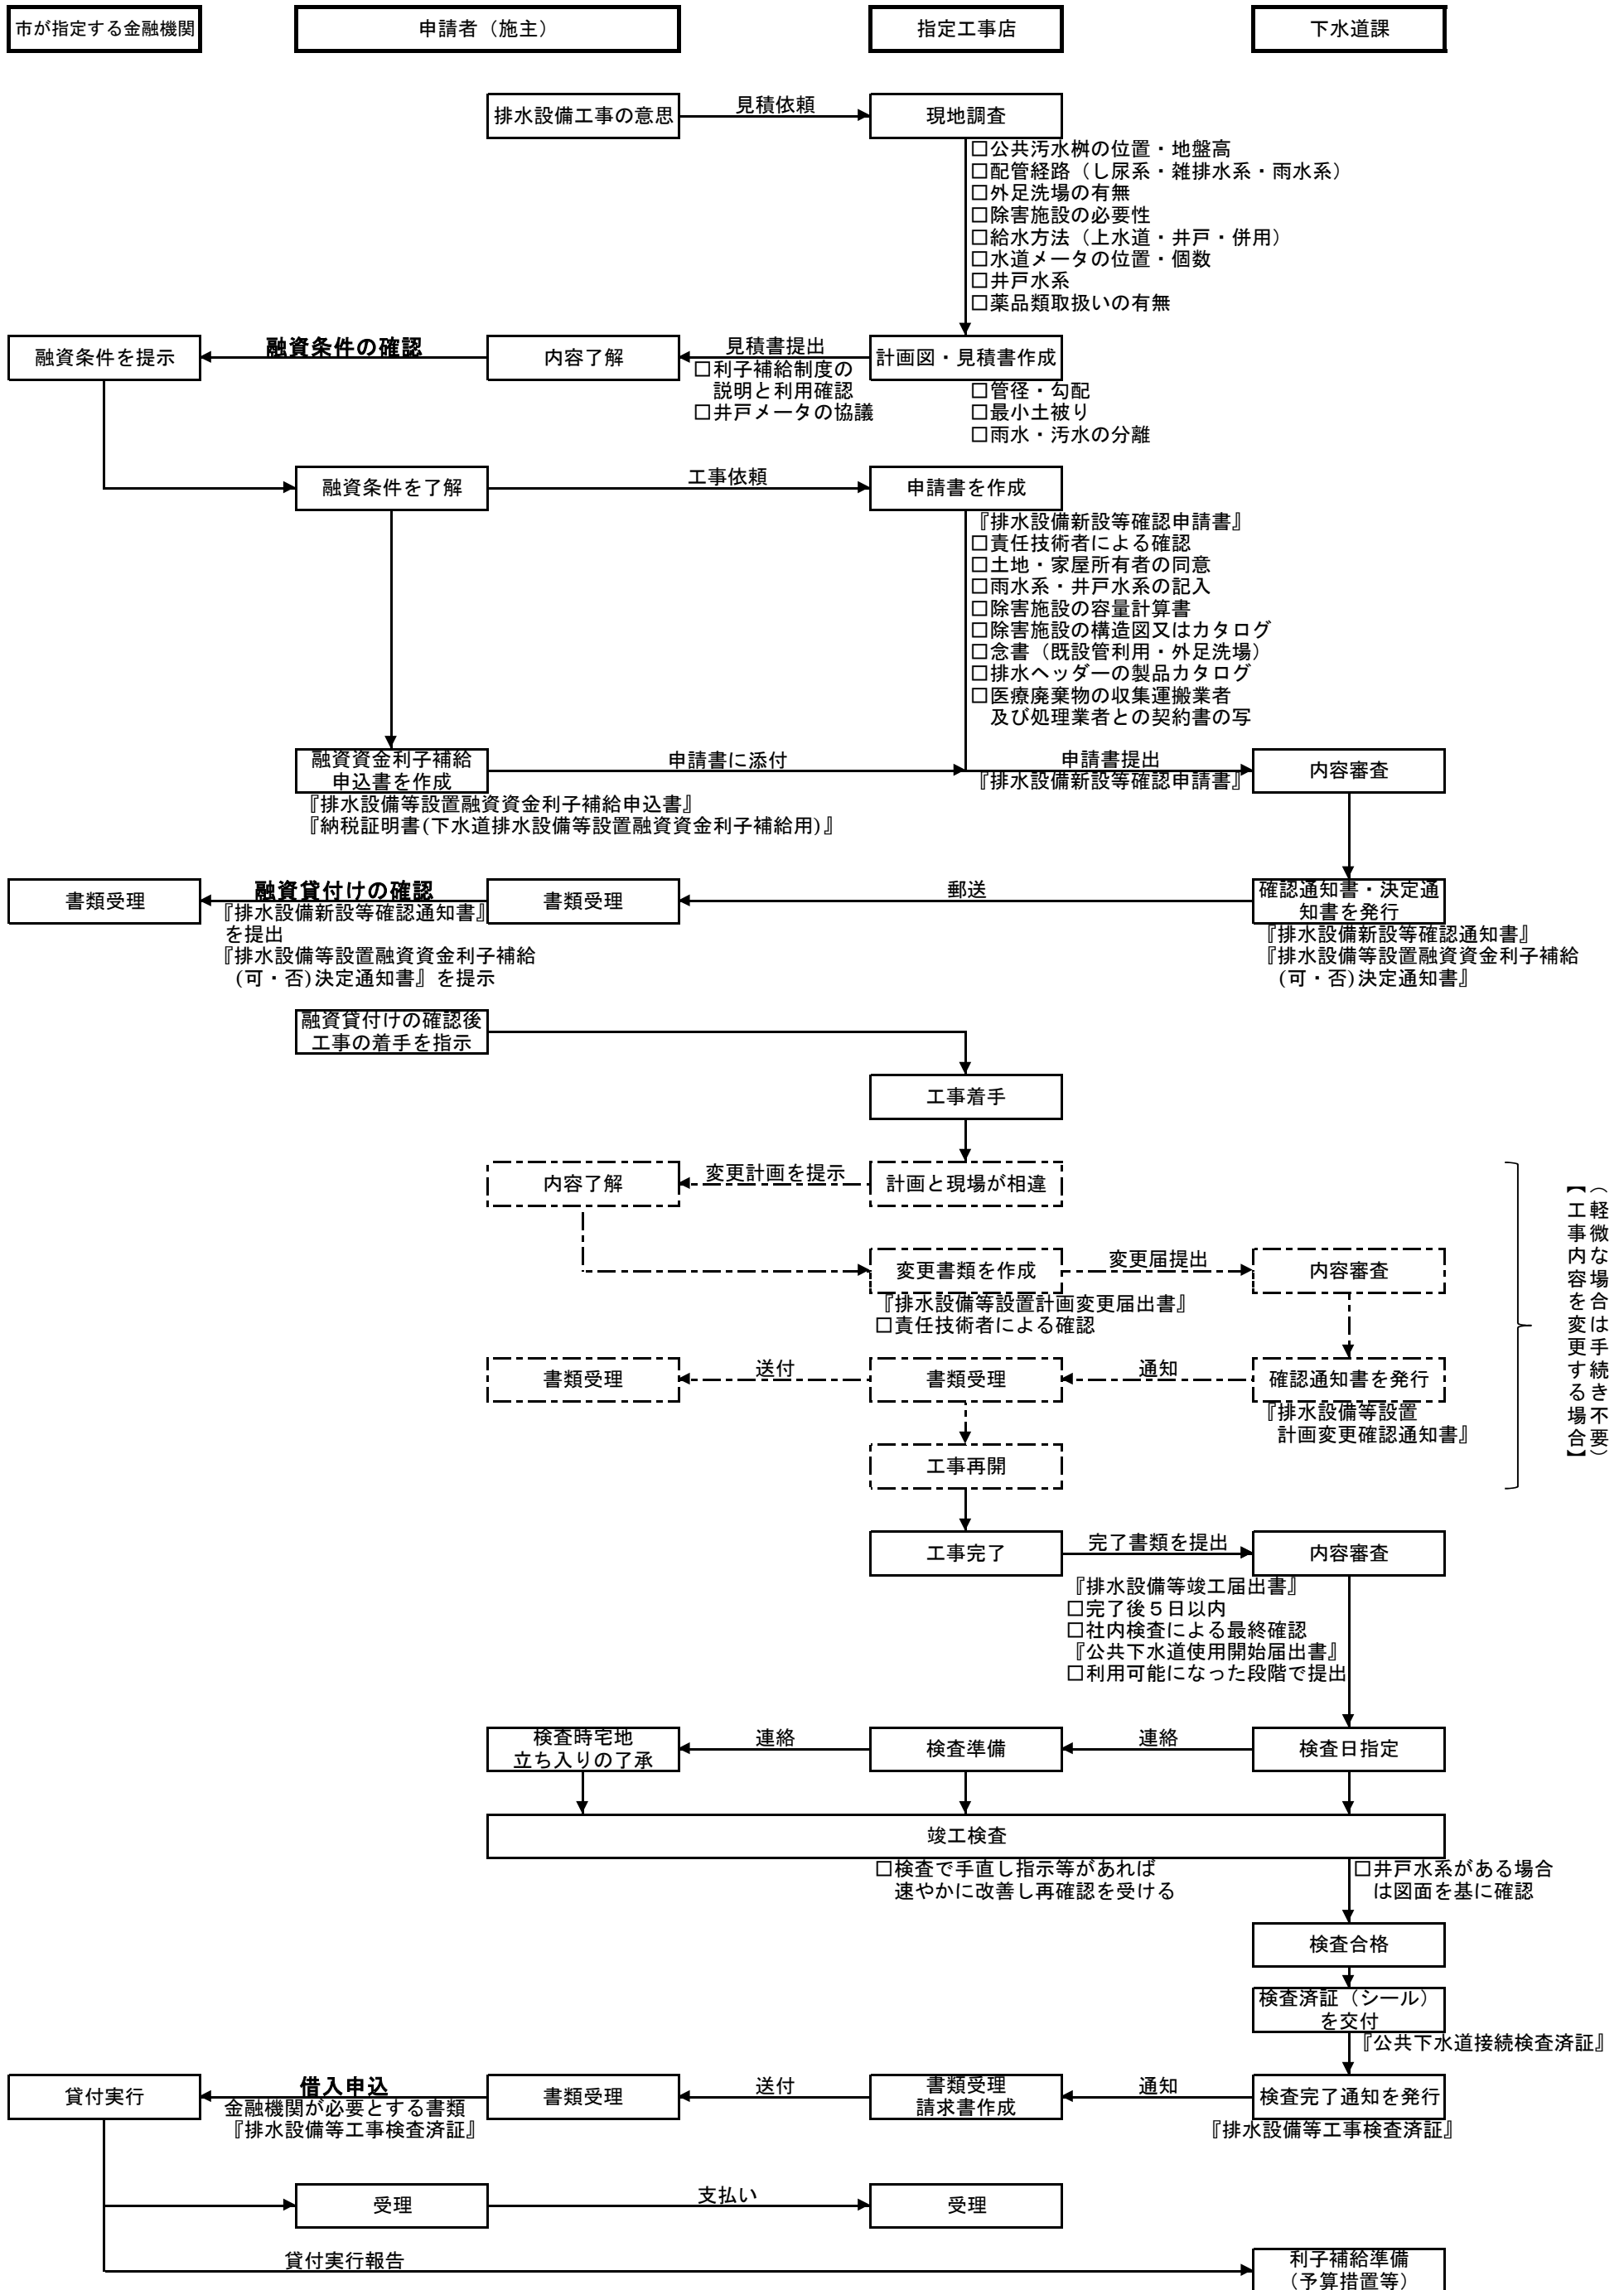 市が指定する金融機関
申請者（施主）
指定工事店
下水道課
排水設備工事の意思
見積依頼
現地調査
□公共汚水桝の位置・地盤高
□配管経路（し尿系・雑排水系・雨水系）
□外足洗場の有無
□除害施設の必要性
□給水方法（上水道・井戸・併用）
□水道メータの位置・個数
□井戸水系
□薬品類取扱いの有無
融資条件を提示
融資条件の確認
内容了解
見積書提出
□利子補給制度の
説明と利用確認
□井戸メータの協議
計画図・見積書作成
□管径・勾配
□最小土被り
□雨水・汚水の分離
融資条件を了解
工事依頼
申請書を作成
『排水設備新設等確認申請書』
□責任技術者による確認
□土地・家屋所有者の同意
□雨水系・井戸水系の記入
□除害施設の容量計算書
□除害施設の構造図又はカタログ
□念書（既設管利用・外足洗場）
□排水ヘッダーの製品カタログ
□医療廃棄物の収集運搬業者
及び処理業者との契約書の写
融資資金利子補給
申込書を作成
申請書に添付
申請書提出
『排水設備新設等確認申請書』
内容審査
『排水設備等設置融資資金利子補給申込書』
『納税証明書(下水道排水設備等設置融資資金利子補給用)』
書類受理
融資貸付けの確認
『排水設備新設等確認通知書』
を提出
『排水設備等設置融資資金利子補給
(可・否)決定通知書』を提示
書類受理
郵送
確認通知書・決定通
知書を発行
『排水設備新設等確認通知書』
『排水設備等設置融資資金利子補給
(可・否)決定通知書』
融資貸付けの確認後
工事の着手を指示
工事着手
内容了解
変更計画を提示
計画と現場が相違
変更書類を作成
変更届提出
内容審査
『排水設備等設置計画変更届出書』
□責任技術者による確認
書類受理
送付
書類受理
通知
確認通知書を発行
『排水設備等設置
計画変更確認通知書』
工事再開
【工事内容を変更する場合】
（軽微な場合は手続き不要）
工事完了
完了書類を提出
内容審査
『排水設備等竣工届出書』
□完了後５日以内
□社内検査による最終確認
『公共下水道使用開始届出書』
□利用可能になった段階で提出
検査時宅地
立ち入りの了承
連絡
検査準備
連絡
検査日指定
竣工検査
□検査で手直し指示等があれば
速やかに改善し再確認を受ける
□井戸水系がある場合
は図面を基に確認
検査合格
検査済証（シール）
を交付
『公共下水道接続検査済証』
貸付実行
借入申込
金融機関が必要とする書類
『排水設備等工事検査済証』
書類受理
送付
書類受理
請求書作成
通知
検査完了通知を発行
『排水設備等工事検査済証』
受理
支払い
受理
貸付実行報告
利子補給準備
（予算措置等）